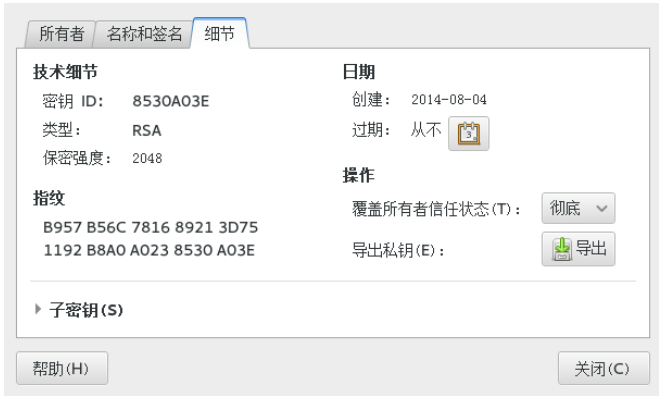 所有者 名称和签名 细节
技术细节
密钥 ID: 8530A03E
类型: RSA
保密强度: 2048
指纹
B957 B56C 7816 8921 3D75
1192 B8A0 A023 8530 A03E
日期
创建: 2014-08-04
过期: 从不 3
操作
覆盖所有者信任状态(T): 彻底
导出私钥(E): 导出
子密钥(S)
帮助(H) 关闭(C)